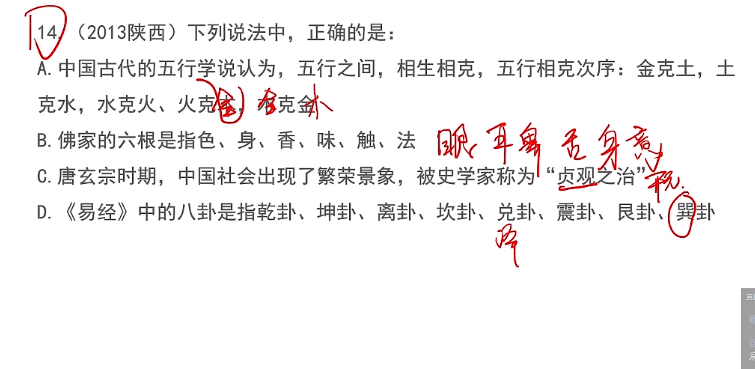 14.（2013陕西）下列说法中，正确的是：
A. 中国古代的五行学说认为，五行之间，相生相克，五行相克次序：金克土，土
克水，水克火、火克 克金
金 木
B. 佛家的六根是指色、身、香、味、触、法
眼 耳 鼻 舌 身 意
C. 唐玄宗时期，中国社会出现了繁荣景象，被史学家称为“贞观之治”
开元
D. 《易经》中的八卦是指乾卦、坤卦、离卦、坎卦、兑卦、震卦、艮卦、巽卦